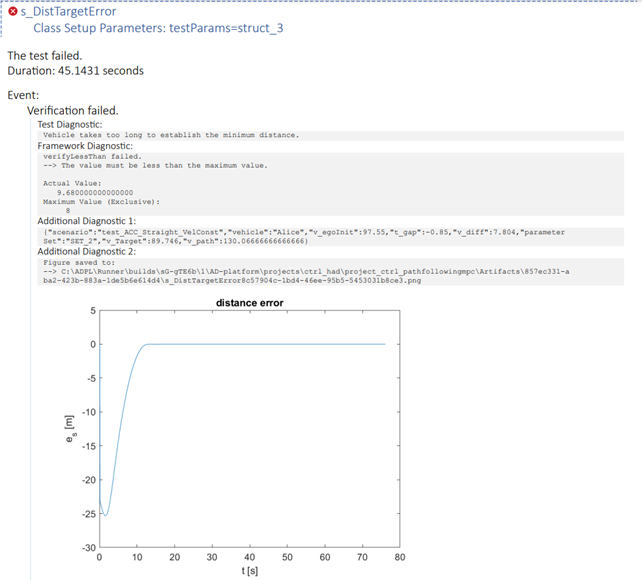 s_DistTargetError
Class Setup Parameters: testParams=struct_3
The test failed.
Duration: 45.1431 seconds
Event:
Verification failed.
Test Diagnostic:
Vehicle takes too long to establish the minimum distance.
Framework Diagnostic:
verifyLessThan failed.
--> The value must be less than the maximum value.
Actual Value:
9.680000000000000
Maximum Value (Exclusive):
8
Additional Diagnostic 1:
{"scenario":"test_ACC_Straight_VelConst","vehicle":"Alice","v_egoInit":97.55,"t_gap":-0.85,"v_diff":7.804,"parameter
Set":"SET_2","v_Target":89.746,"v_path":130.06666666666666}
Additional Diagnostic 2:
Figure saved to:
--> C:\ADPL\Runner\builds\sG-gTE6b\1\AD-platform\projects\ctrl_had\project_ctrl_pathfollowingmpc\Artifacts\857ec331-a
ba2-423b-883a-1de5b6e614d4\s_DistTargetError8c57904c-1bd4-46ee-95b5-5453031b8ce3.png
distance error
5
0
-5
-10
-15
-20
-25
-30
e_s [m]
0 10 20 30 40 50 60 70 80
t [s]